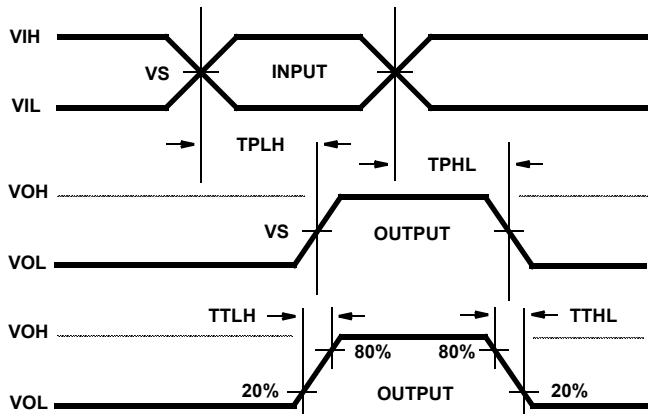 VIH
VS INPUT
VIL
TPLH TPHL
VOH
VS OUTPUT
VOL
TTLH TTHL
VOH
80% 80%
20% OUTPUT 20%
VOL